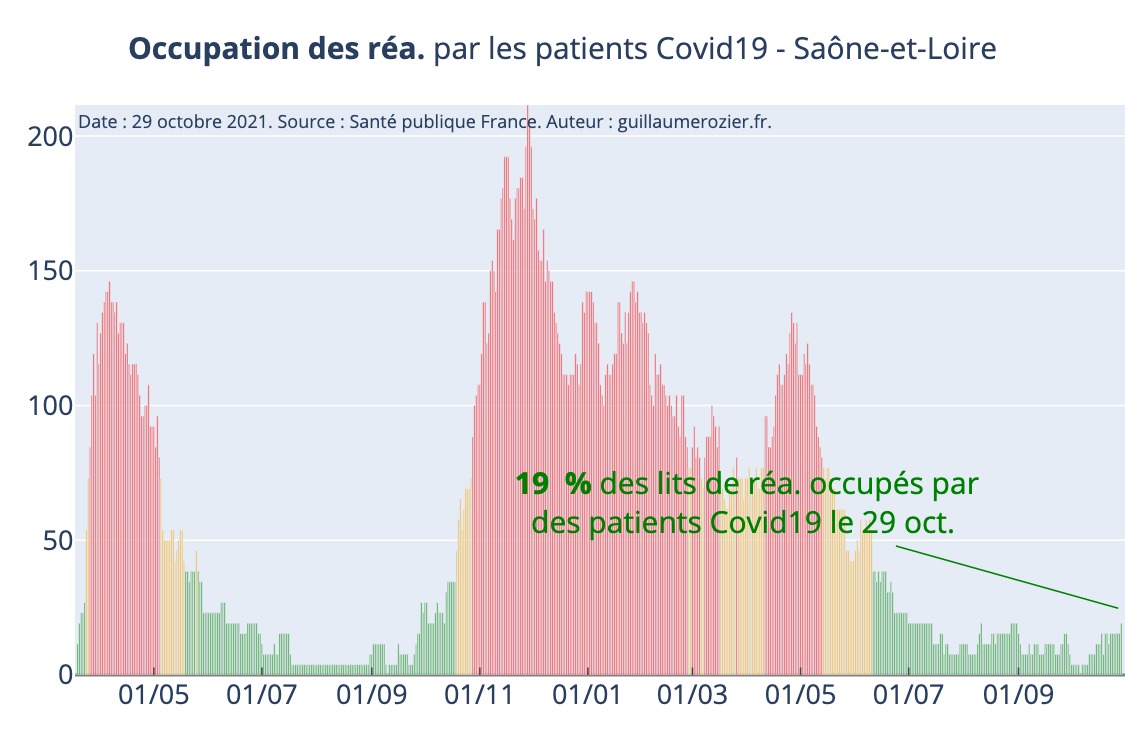 Occupation des réa. par les patients Covid19 - Saône-et-Loire
Date : 29 octobre 2021. Source : Santé publique France. Auteur : guillaumerozier.fr.
200
150
100
50
0
19 % des lits de réa. occupés par
des patients Covid19 le 29 oct.
01/05 01/07 01/09 01/11 01/01 01/03 01/05 01/07 01/09